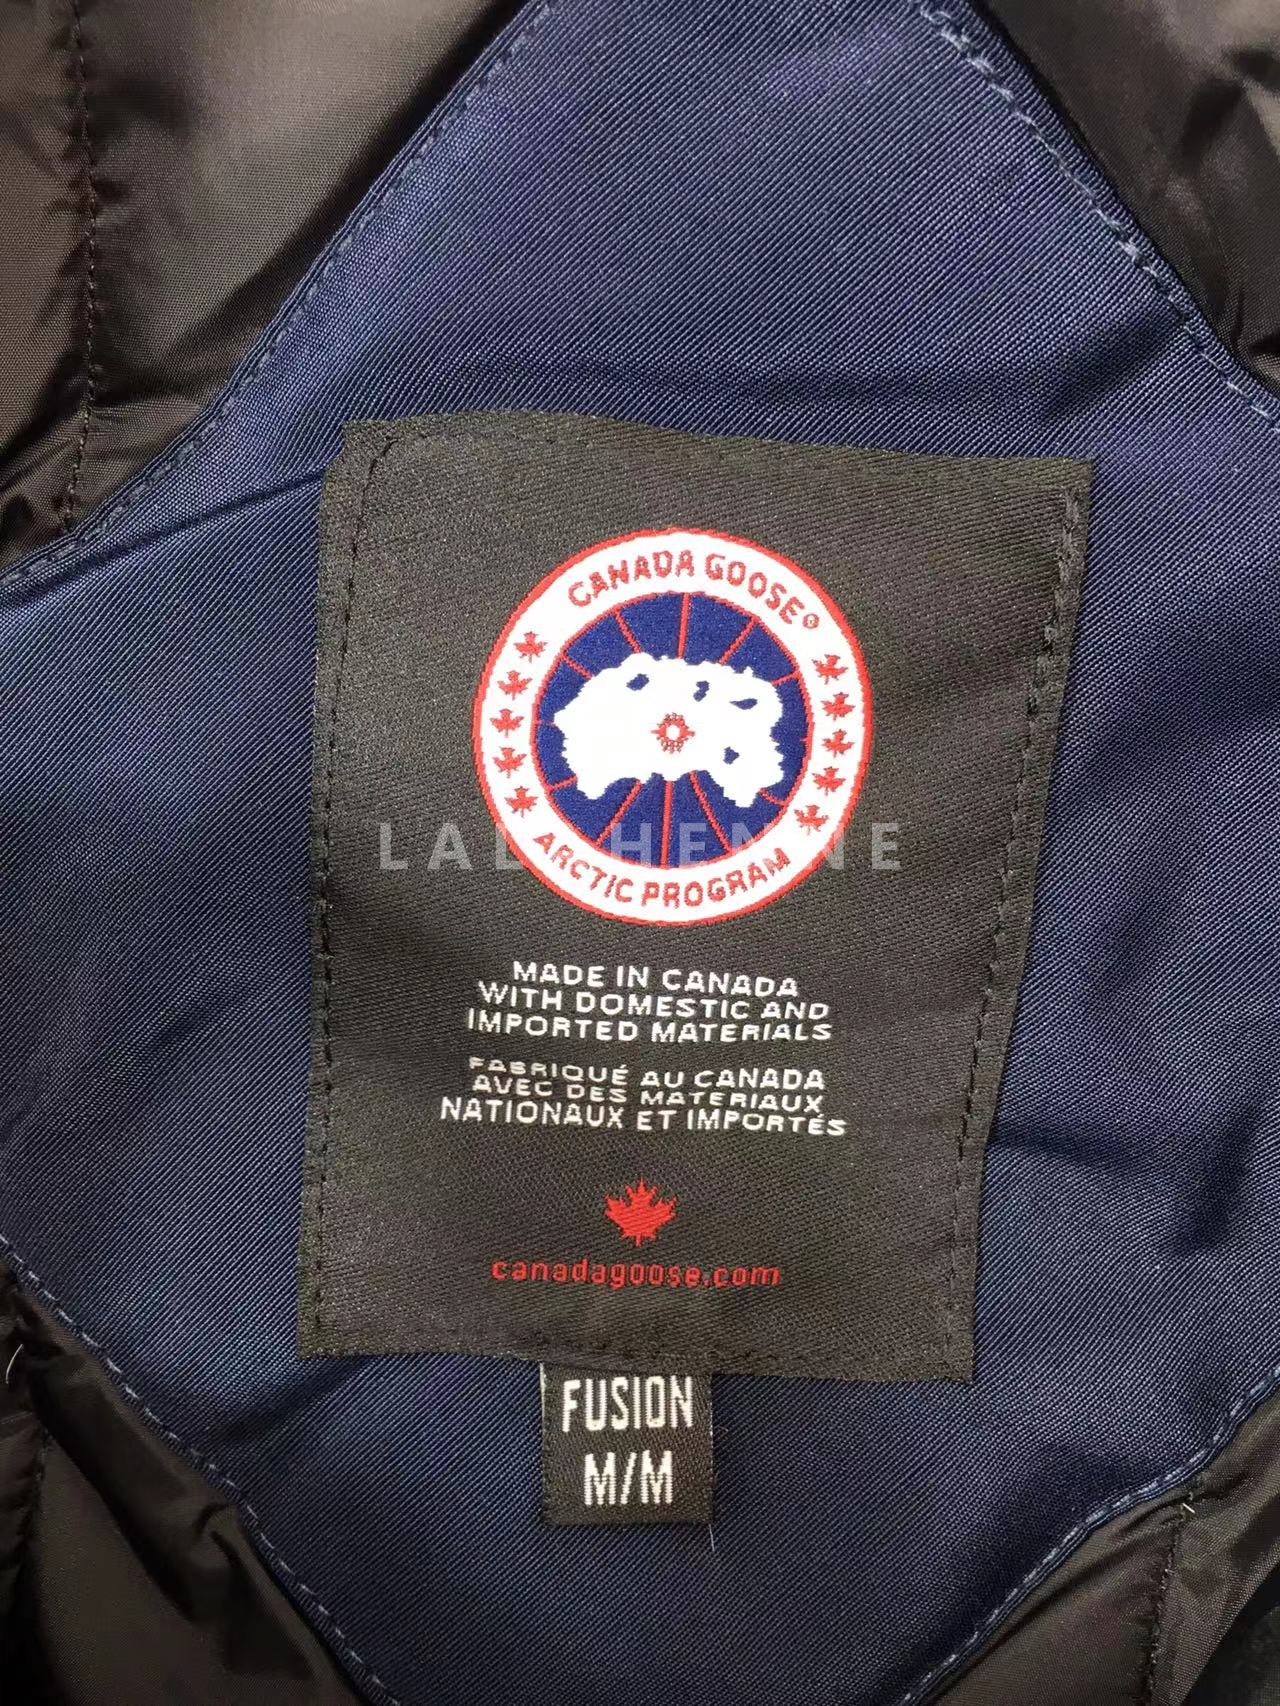 CANADA GOOSE®
ARCTIC PROGRAM
MADE IN CANADA
WITH DOMESTIC AND
IMPORTED MATERIALS
FABRIQUÉ AU CANADA
AVEC DES MATERIAUX
NATIONAUX ET IMPORTÉS
canadagoose.com
FUSION
M/M